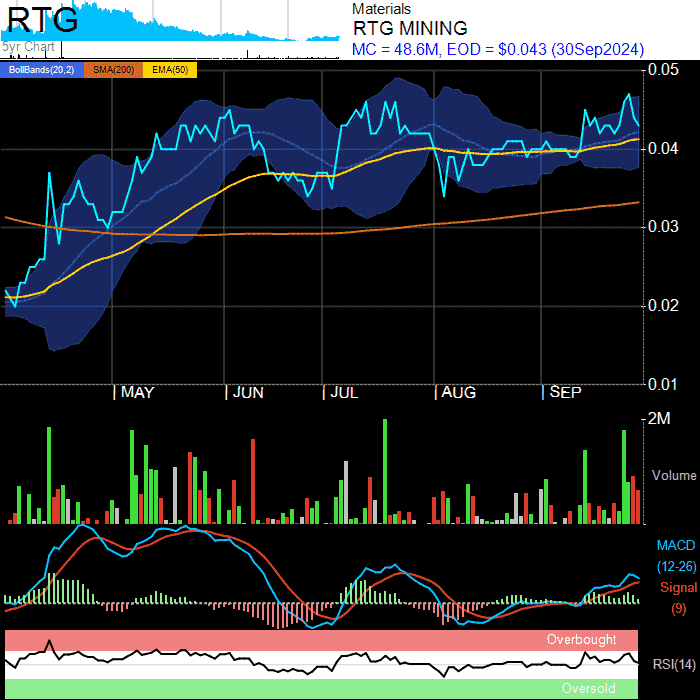 RTG
5yr Chart
Materials
RTG MINING
MC = 48.6M, EOD = $0.043 (30Sep2024)
BollBands(20,2) SMA(200) EMA(50)
0.05
0.04
0.03
0.02
0.01
MAY JUN JUL AUG SEP
2M
Volume
MACD
(12-26)
Signal
(9)
Overbought
RSI(14)
Oversold